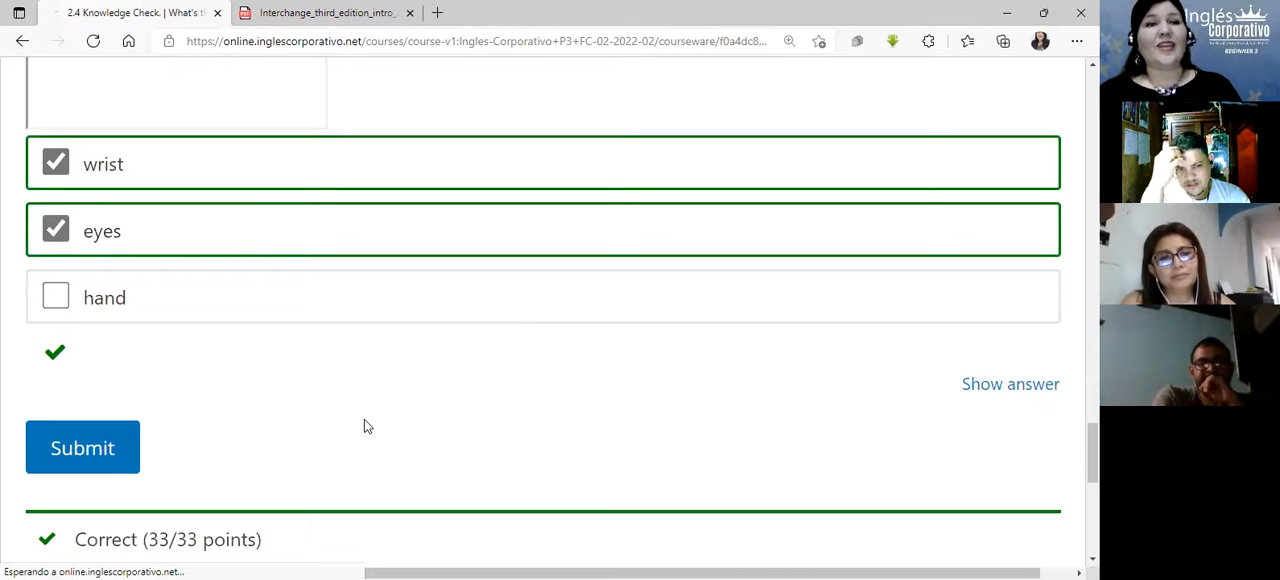 2.4 Knowledge Check. | What's th
Interchange_third_edition_intro_
https://online.inglescorporativo.net/courses/course-v1:Ingles-Corporativo+P3+FC-02-2022-02/courseware/f0a4dc8...
wrist
eyes
hand
Show answer
Submit
Correct (33/33 points)
Esperando a online.inglescorporativo.net...
Inglés
Corporativo
BEGINNER 3